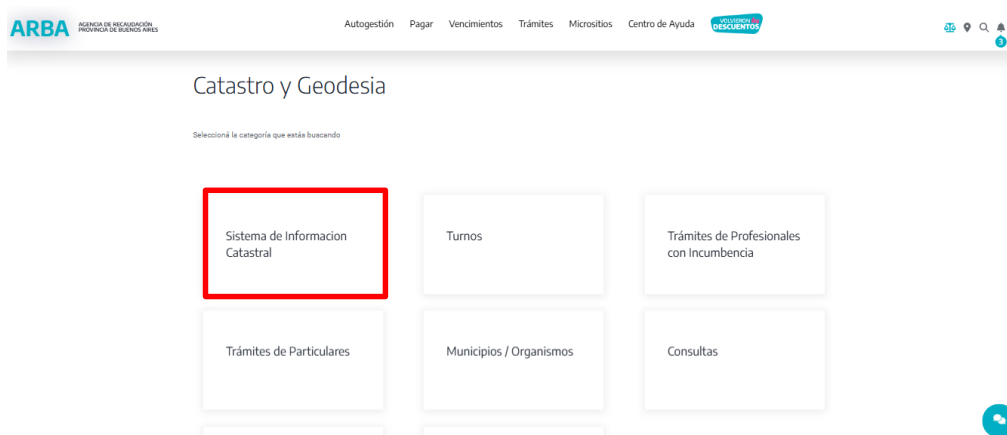 ARBA AGENCIA DE RECAUDACIÓN
PROVINCIA DE BUENOS AIRES
Autogestión Pagar Vencimientos Trámites Micrositios Centro de Ayuda
VOLVIERON
DESCUENTOS
3
Catastro y Geodesia
Seleccioná la categoría que estás buscando
Sistema de Informacion
Catastral
Turnos
Trámites de Profesionales
con Incumbencia
Trámites de Particulares
Municipios / Organismos
Consultas